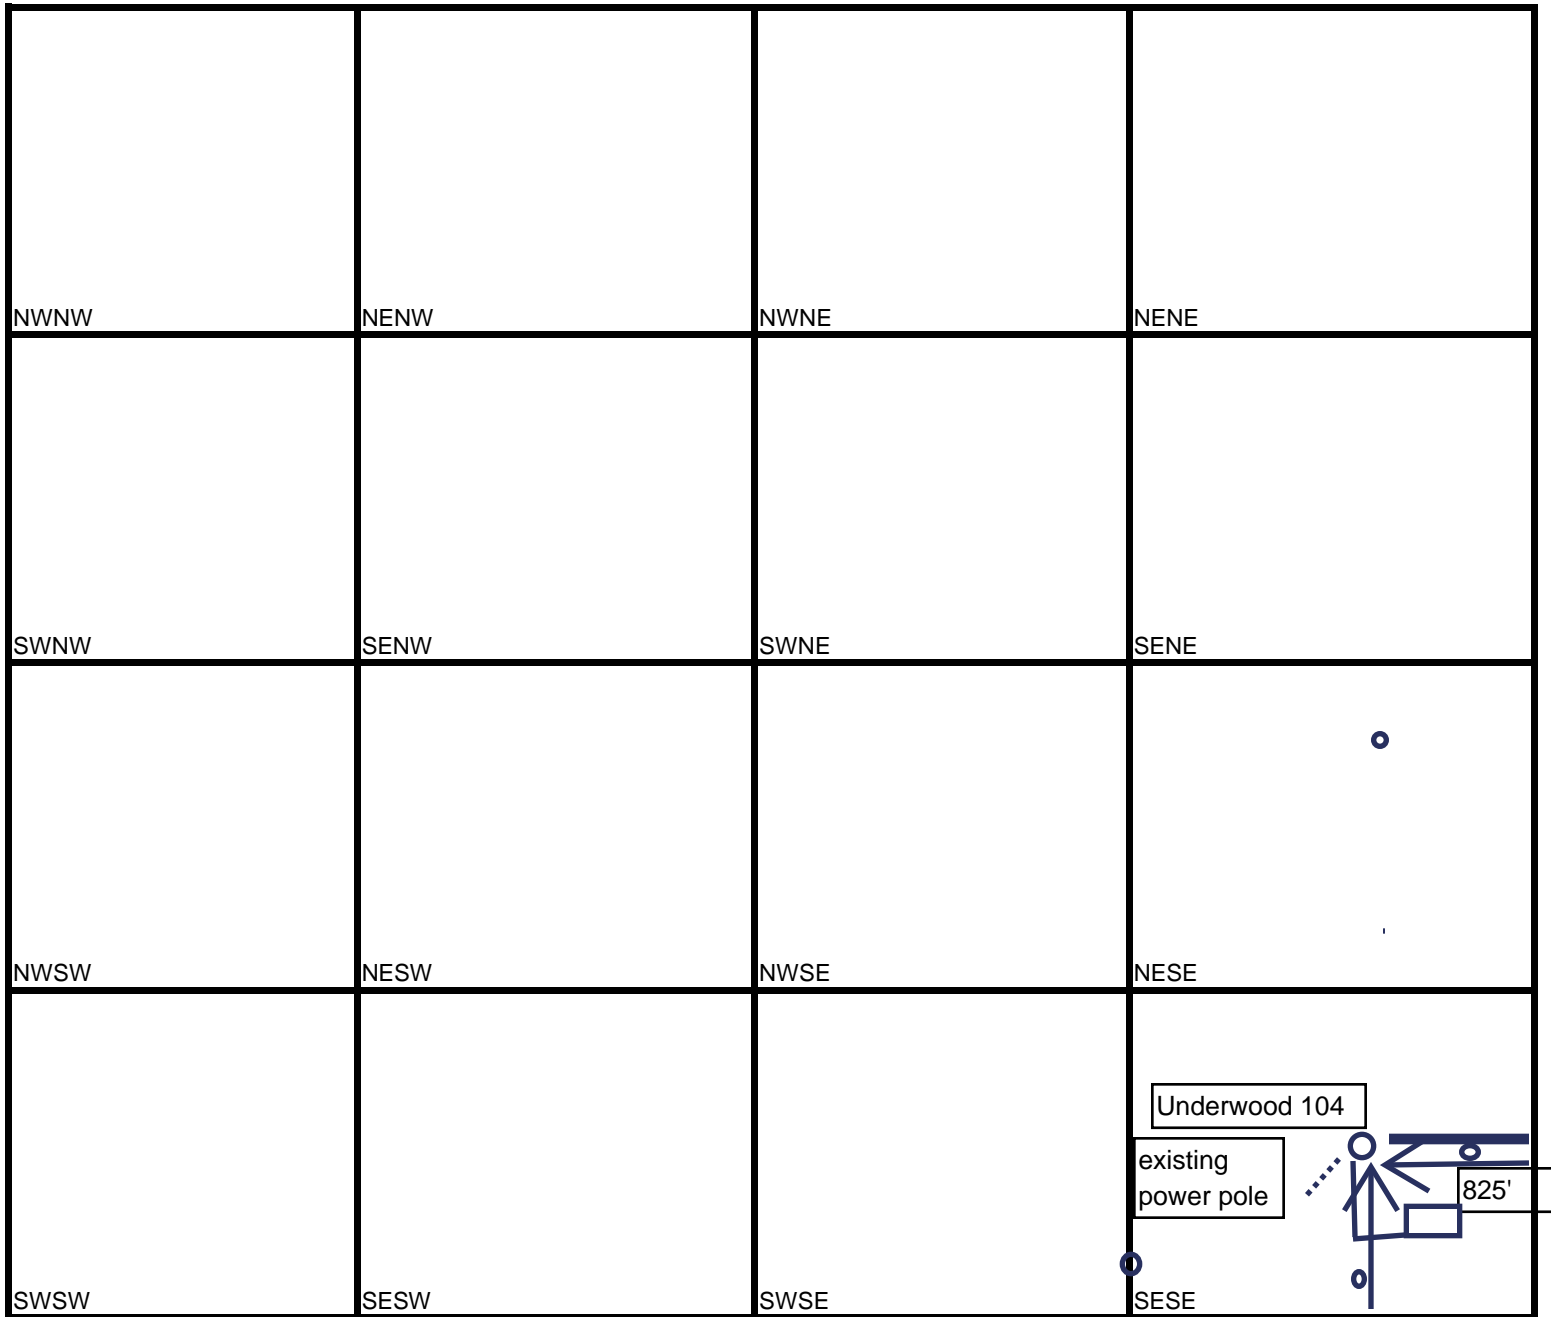 NWNW NENW NWNE NENE
SWNW SENW SWNE SENE
NWSW NESW NWSE NESE
Underwood 104
existing
power pole
825'
SWSW SESW SWSE SESE